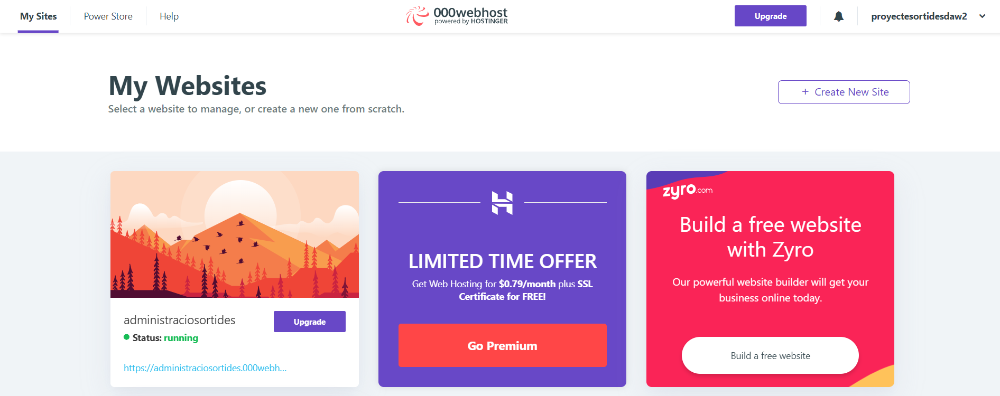 My Sites
Power Store
Help
000webhost
powered by HOSTINGER
Upgrade
proyectesortidesdaw2
My Websites
Select a website to manage, or create a new one from scratch.
+ Create New Site
administraciosortides
Upgrade
Status: running
https://administraciosortides.000webh...
LIMITED TIME OFFER
Get Web Hosting for $0.79/month plus SSL
Certificate for FREE!
Go Premium
zyro.com
Build a free website
with Zyro
Our powerful website builder will get your
business online today.
Build a free website